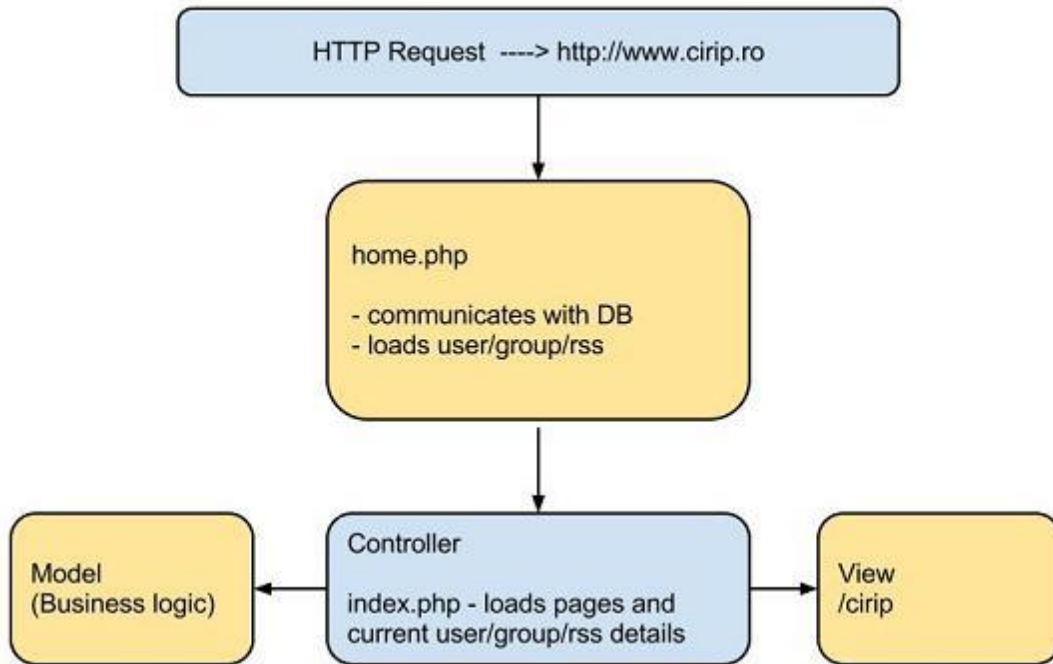 HTTP Request ----> http://www.cirip.ro
home.php
- communicates with DB
- loads user/group/rss
Model
(Business logic)
Controller
index.php - loads pages and
current user/group/rss details
View
/cirip